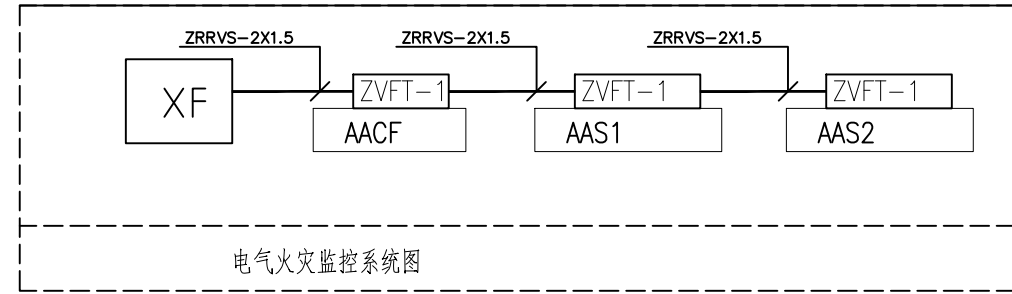 ZRRVS-2X1.5 ZRRVS-2X1.5 ZRRVS-2X1.5
XF ZVFT-1 ZVFT-1 ZVFT-1
AACF AAS1 AAS2
电气火灾监控系统图